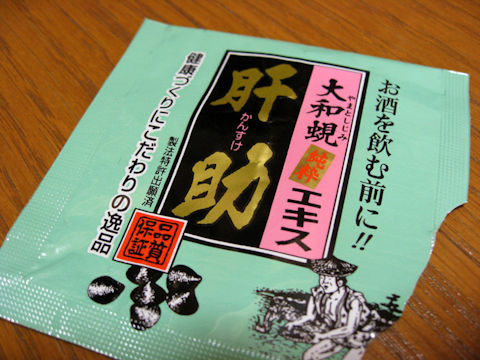 お酒を飲む前に!!
やまとしじみ
大和蜆
純粋
エキス
肝助
かんすけ
製法特許出願済
健康づくりにこだわりの逸品
品質
保証